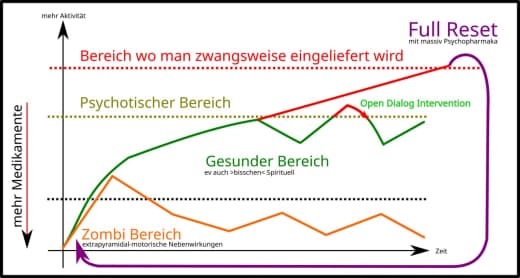 mehr Aktivität
Full Reset
mit massiv Psychopharmaka
Bereich wo man zwangsweise eingeliefert wird
Psychotischer Bereich
Open Dialog Intervention
mehr Medikamente
Gesunder Bereich
ev auch >bisschen< Spirituell
Zombi Bereich
extrapyramidal-motorische Nebenwirkungen
Zeit